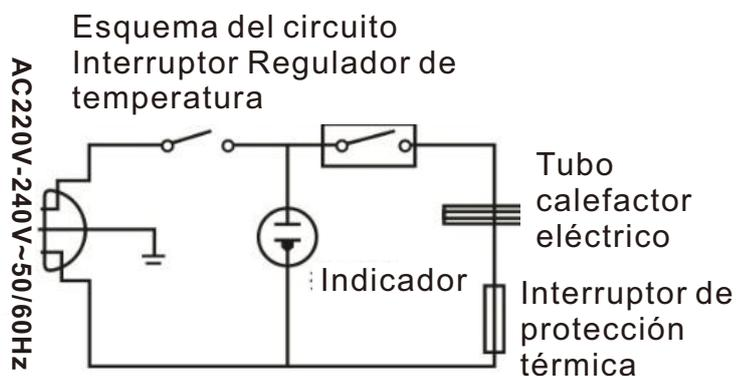 Esquema del circuito
Interruptor Regulador de
temperatura
AC220V-240V~50/60Hz
Tubo
calefactor
eléctrico
Indicador
Interruptor de
protección
térmica